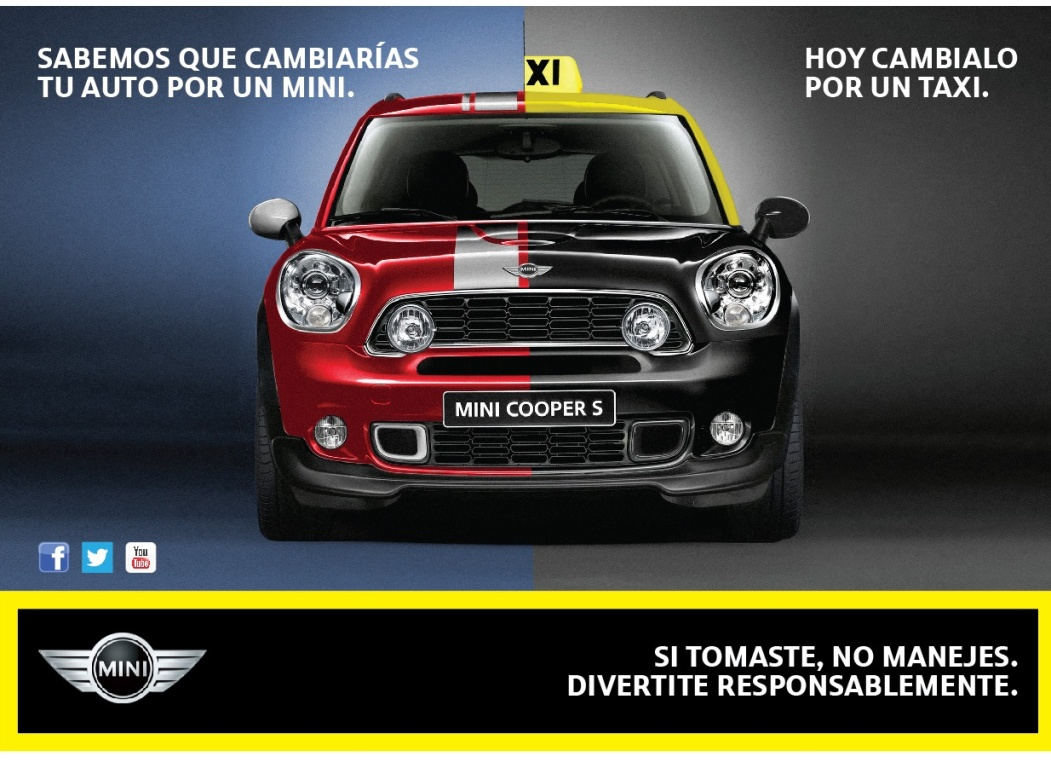 SABEMOS QUE CAMBIARÍAS
TU AUTO POR UN MINI.
HOY CAMBIALO
POR UN TAXI.
XI
MINI
MINI COOPER S
f
You
Tube
MINI
SI TOMASTE, NO MANEJES.
DIVERTITE RESPONSABLEMENTE.